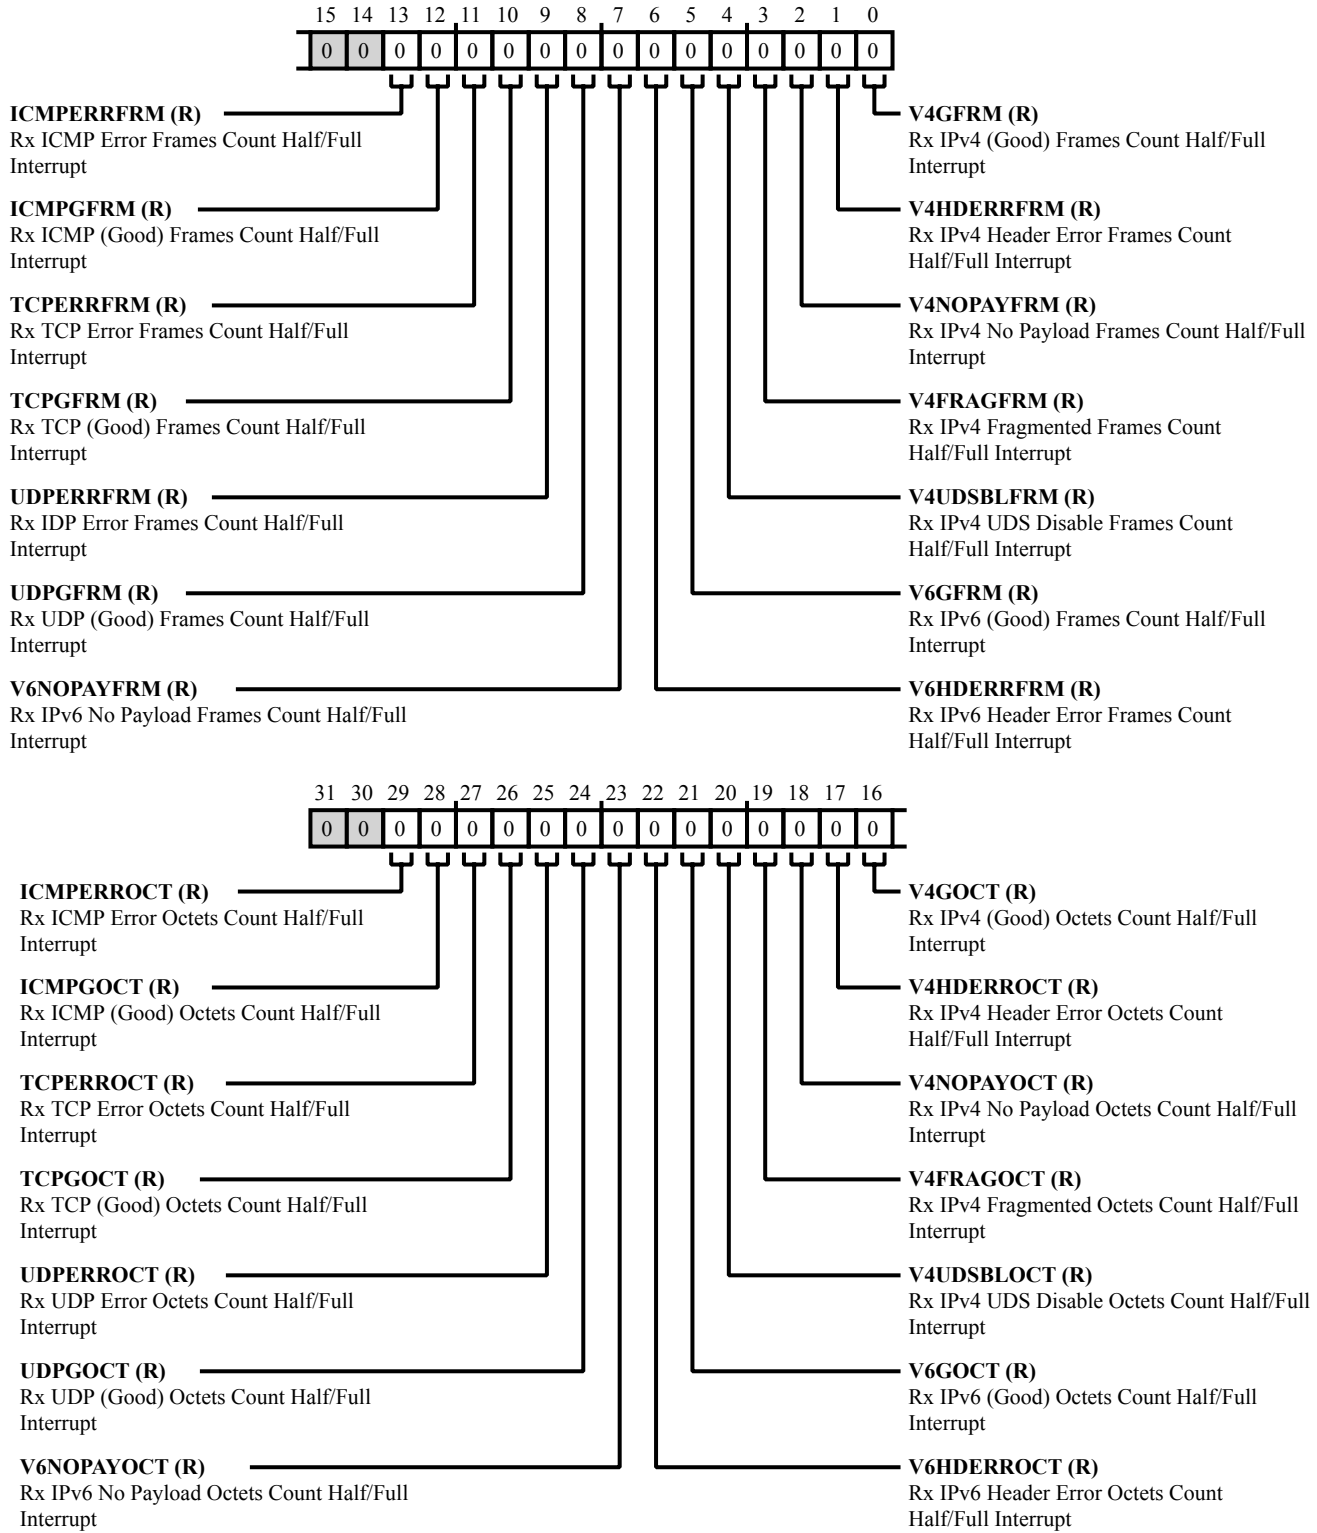 15 14 13 12 11 10 9 8 7 6 5 4 3 2 1 0
0 0 0 0 0 0 0 0 0 0 0 0 0 0 0 0
ICMPERRFRM (R)
Rx ICMP Error Frames Count Half/Full
Interrupt
ICMPGFRM (R)
Rx ICMP (Good) Frames Count Half/Full
Interrupt
TCPERRFRM (R)
Rx TCP Error Frames Count Half/Full
Interrupt
TCPGFRM (R)
Rx TCP (Good) Frames Count Half/Full
Interrupt
UDPERRFRM (R)
Rx IDP Error Frames Count Half/Full
Interrupt
UDPGFRM (R)
Rx UDP (Good) Frames Count Half/Full
Interrupt
V6NOPAYFRM (R)
Rx IPv6 No Payload Frames Count Half/Full
Interrupt
V4GFRM (R)
Rx IPv4 (Good) Frames Count Half/Full
Interrupt
V4HDERRFRM (R)
Rx IPv4 Header Error Frames Count
Half/Full Interrupt
V4NOPAYFRM (R)
Rx IPv4 No Payload Frames Count Half/Full
Interrupt
V4FRAGFRM (R)
Rx IPv4 Fragmented Frames Count
Half/Full Interrupt
V4UDSBLFRM (R)
Rx IPv4 UDS Disable Frames Count
Half/Full Interrupt
V6GFRM (R)
Rx IPv6 (Good) Frames Count Half/Full
Interrupt
V6HDERRFRM (R)
Rx IPv6 Header Error Frames Count
Half/Full Interrupt
31 30 29 28 27 26 25 24 23 22 21 20 19 18 17 16
0 0 0 0 0 0 0 0 0 0 0 0 0 0 0 0
ICMPERROCT (R)
Rx ICMP Error Octets Count Half/Full
Interrupt
ICMPGOCT (R)
Rx ICMP (Good) Octets Count Half/Full
Interrupt
TCPERROCT (R)
Rx TCP Error Octets Count Half/Full
Interrupt
TCPGOCT (R)
Rx TCP (Good) Octets Count Half/Full
Interrupt
UDPERROCT (R)
Rx UDP Error Octets Count Half/Full
Interrupt
UDPGOCT (R)
Rx UDP (Good) Octets Count Half/Full
Interrupt
V6NOPAYOCT (R)
Rx IPv6 No Payload Octets Count Half/Full
Interrupt
V4GOCT (R)
Rx IPv4 (Good) Octets Count Half/Full
Interrupt
V4HDERROCT (R)
Rx IPv4 Header Error Octets Count
Half/Full Interrupt
V4NOPAYOCT (R)
Rx IPv4 No Payload Octets Count Half/Full
Interrupt
V4FRAGOCT (R)
Rx IPv4 Fragmented Octets Count Half/Full
Interrupt
V4UDSBLOCT (R)
Rx IPv4 UDS Disable Octets Count Half/Full
Interrupt
V6GOCT (R)
Rx IPv6 (Good) Octets Count Half/Full
Interrupt
V6HDERROCT (R)
Rx IPv6 Header Error Octets Count
Half/Full Interrupt